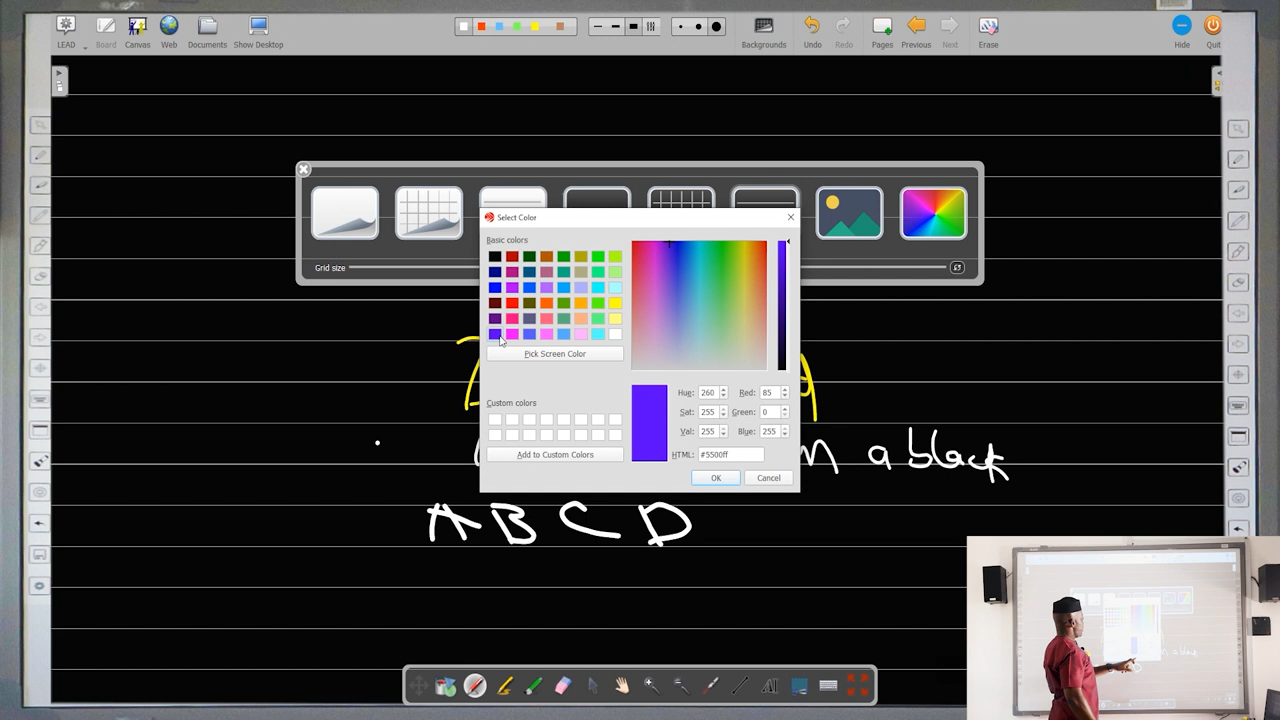 LEAD Board Canvas Web Documents Show Desktop Backgrounds Undo Redo Pages Previous Next Erase Hide Quit
Grid size
Select Color
Basic colors
Pick Screen Color
Custom colors
Add to Custom Colors
Hue: 260 Red: 85
Sat: 255 Green: 0
Val: 255 Blue: 255
HTML: #5500ff
OK Cancel
a black
A B C D